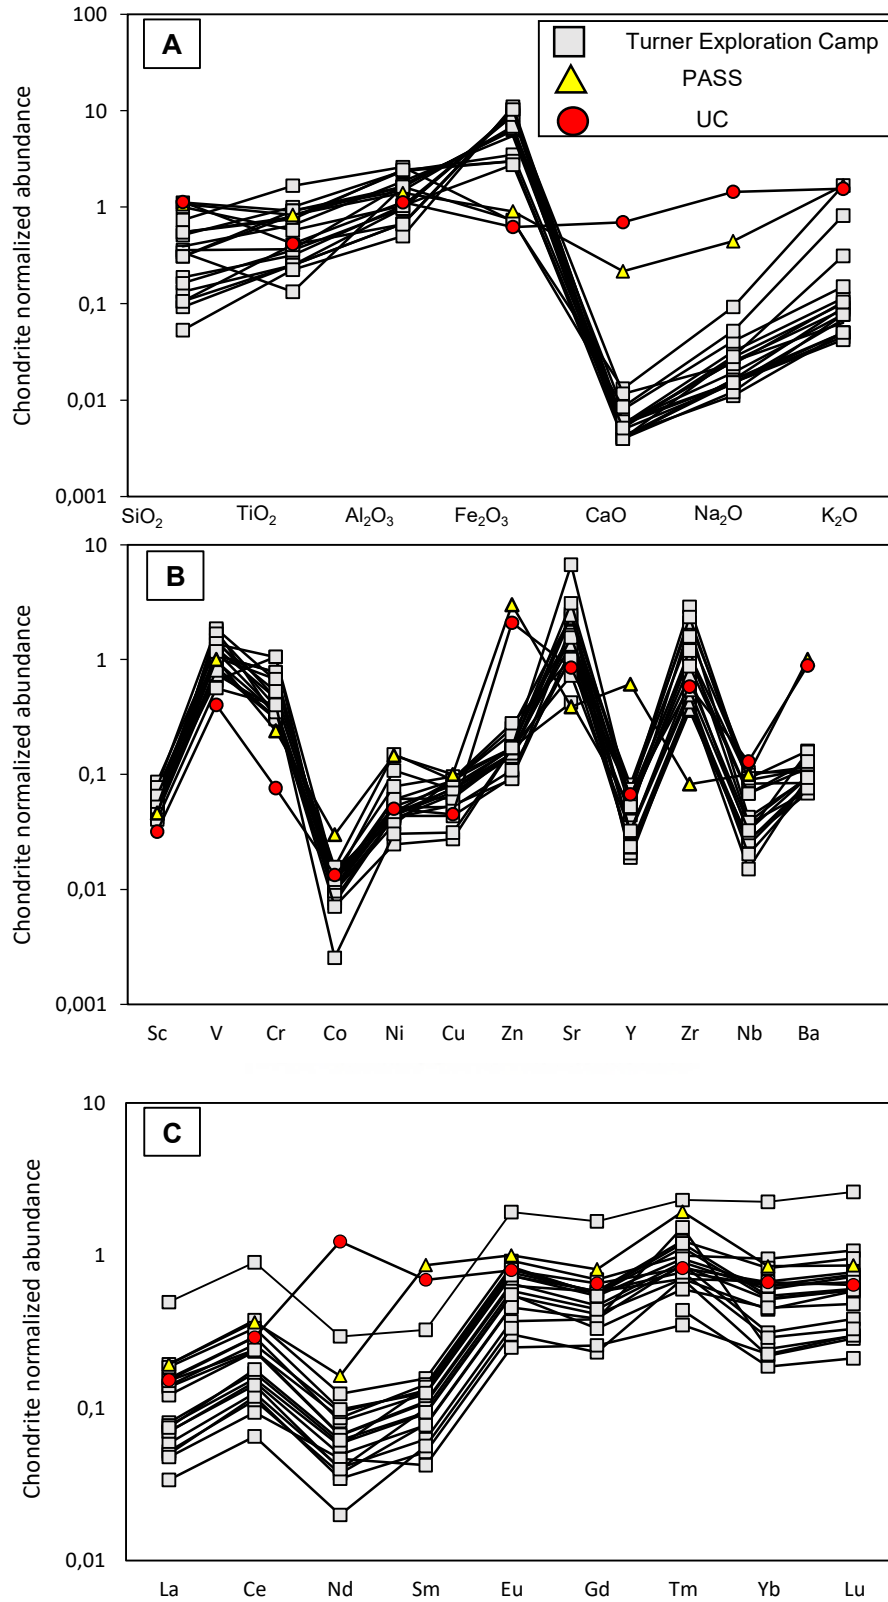 100
10
1
0,1
0,01
0,001
Chondrite normalized abundance
A
Turner Exploration Camp
PASS
UC
SiO₂ TiO₂ Al₂O₃ Fe₂O₃ CaO Na₂O K₂O
10
1
0,1
0,01
0,001
Chondrite normalized abundance
B
Sc V Cr Co Ni Cu Zn Sr Y Zr Nb Ba
10
1
0,1
0,01
Chondrite normalized abundance
C
La Ce Nd Sm Eu Gd Tm Yb Lu